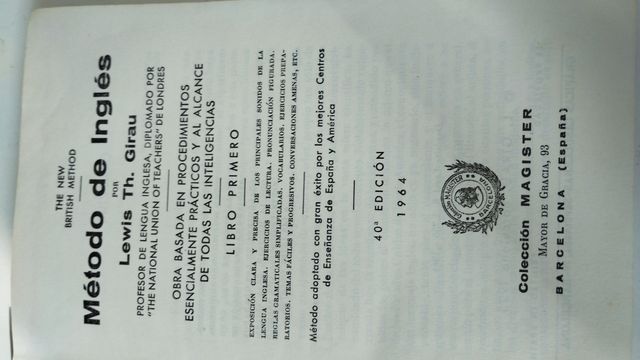 THE NEW
BRITISH METHOD
Método de Inglés
POR
Lewis Th. Girau
PROFESOR DE LENGUA INGLESA, DIPLOMADO POR
"THE NATIONAL UNION OF TEACHERS" DE LONDRES
OBRA BASADA EN PROCEDIMIENTOS
ESENCIALMENTE PRÁCTICOS Y AL ALCANCE
DE TODAS LAS INTELIGENCIAS
LIBRO PRIMERO
EXPOSICIÓN CLARA Y PRECISA DE LOS PRINCIPALES SONIDOS DE LA
LENGUA INGLESA. EJERCICIOS DE LECTURA. PRONUNCIACIÓN FIGURADA.
REGLAS GRAMATICALES SIMPLIFICADAS. VOCABULARIOS. EJERCICIOS PREPA-
RATORIOS. TEMAS FÁCILES Y PROGRESIVOS. CONVERSACIONES AMENAS, ETC.
Método adoptado con gran éxito por los mejores Centros
de Enseñanza de España y América
40ª EDICIÓN
1964
Colección MAGISTER
MAYOR DE GRACIA, 93
BARCELONA (España)